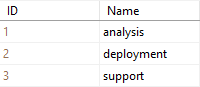 ID Name
1 analysis
2 deployment
3 support